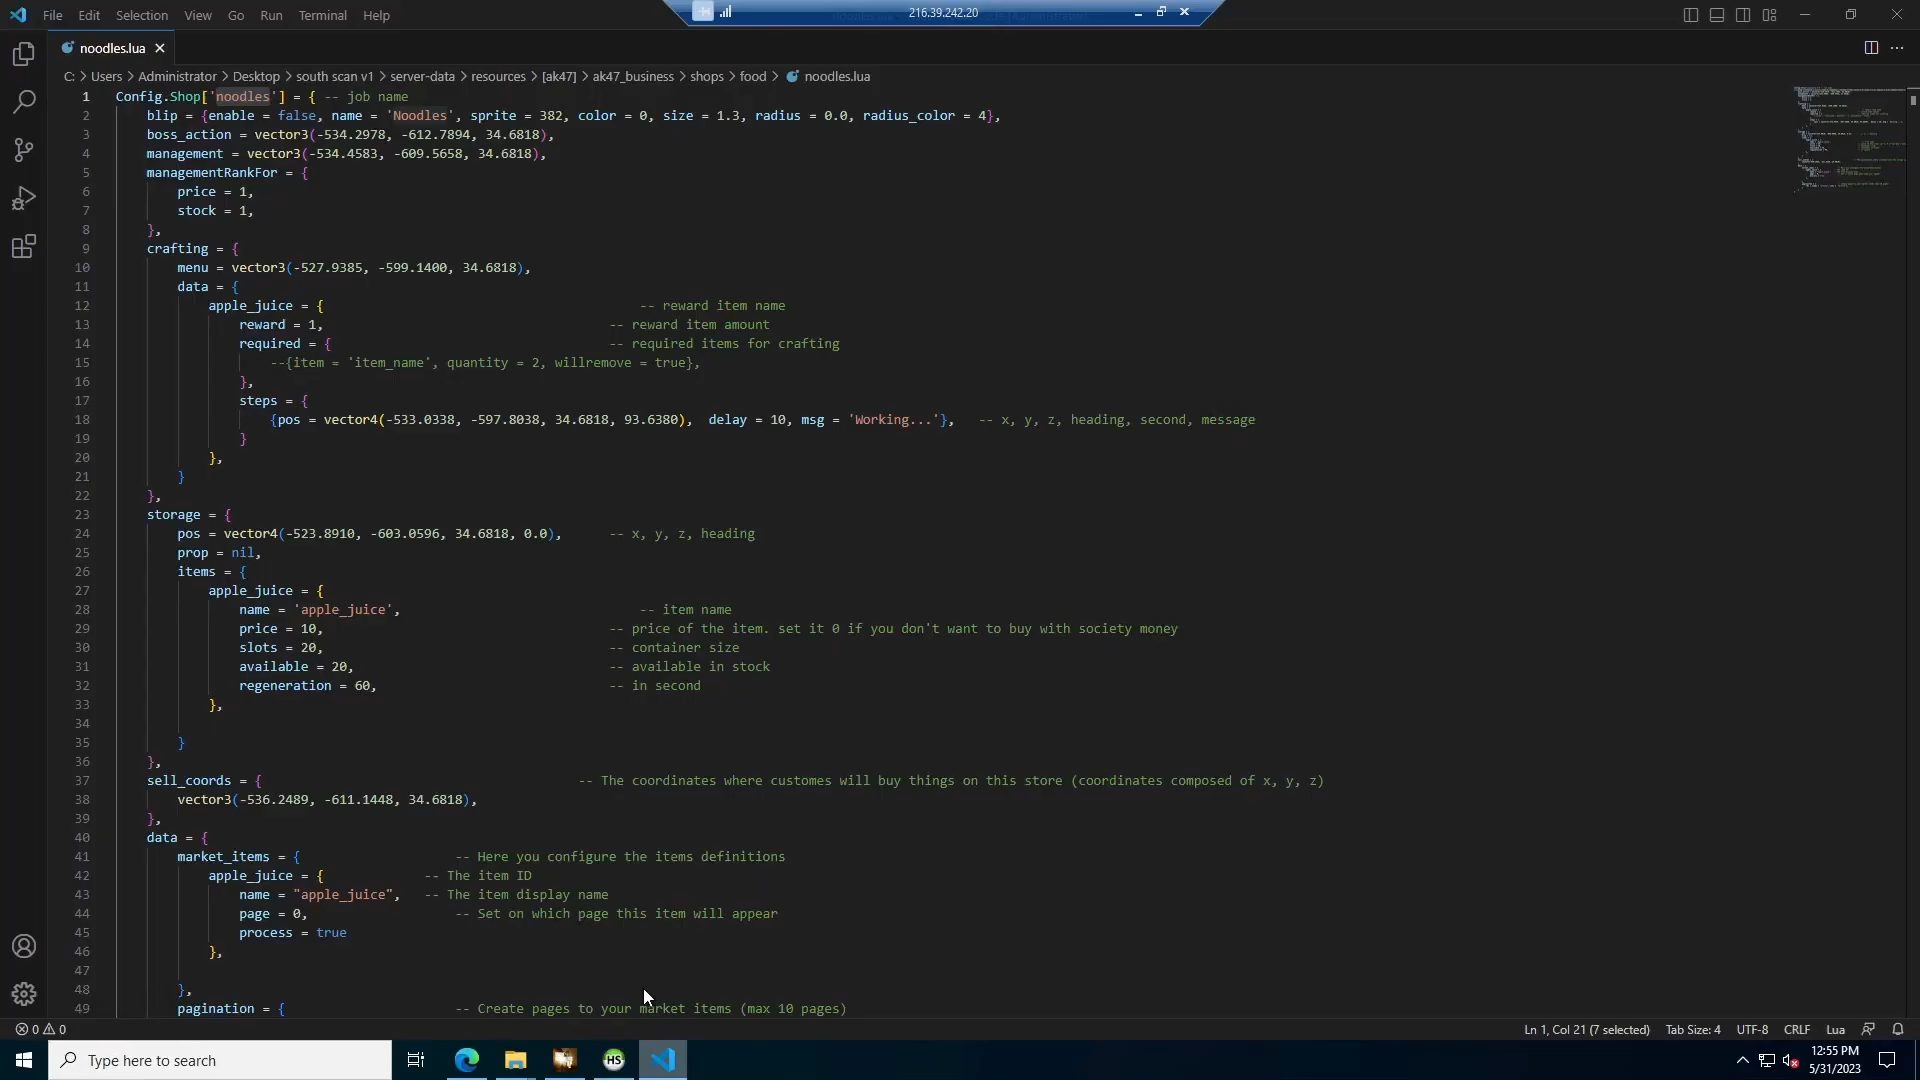 File Edit Selection View Go Run Terminal Help
216.39.242.20
noodles.lua
C: > Users > Administrator > Desktop > south scan v1 > server-data > resources > [ak47] > ak47_business > shops > food > noodles.lua
1 Config.Shop['noodles'] = { -- job name
2 blip = {enable = false, name = 'Noodles', sprite = 382, color = 0, size = 1.3, radius = 0.0, radius_color = 4},
3 boss_action = vector3(-534.2978, -612.7894, 34.6818),
4 management = vector3(-534.4583, -609.5658, 34.6818),
5 managementRankFor = {
6 price = 1,
7 stock = 1,
8 },
9 crafting = {
10 menu = vector3(-527.9385, -599.1400, 34.6818),
11 data = {
12 apple_juice = { -- reward item name
13 reward = 1, -- reward item amount
14 required = { -- required items for crafting
15 --{item = 'item_name', quantity = 2, willremove = true},
16 },
17 steps = {
18 {pos = vector4(-533.0338, -597.8038, 34.6818, 93.6380), delay = 10, msg = 'Working...'}, -- x, y, z, heading, second, message
19 }
20 },
21 }
22 },
23 storage = {
24 pos = vector4(-523.8910, -603.0596, 34.6818, 0.0), -- x, y, z, heading
25 prop = nil,
26 items = {
27 apple_juice = {
28 name = 'apple_juice', -- item name
29 price = 10, -- price of the item. set it 0 if you don't want to buy with society money
30 slots = 20, -- container size
31 available = 20, -- available in stock
32 regeneration = 60, -- in second
33 },
34
35 }
36 },
37 sell_coords = { -- The coordinates where customes will buy things on this store (coordinates composed of x, y, z)
38 vector3(-536.2489, -611.1448, 34.6818),
39 },
40 data = {
41 market_items = { -- Here you configure the items definitions
42 apple_juice = { -- The item ID
43 name = "apple_juice", -- The item display name
44 page = 0, -- Set on which page this item will appear
45 process = true
46 },
47
48 },
49 pagination = { -- Create pages to your market items (max 10 pages)
0 0 Ln 1, Col 21 (7 selected) Tab Size: 4 UTF-8 CRLF Lua
Type here to search
HS
12:55 PM
5/31/2023